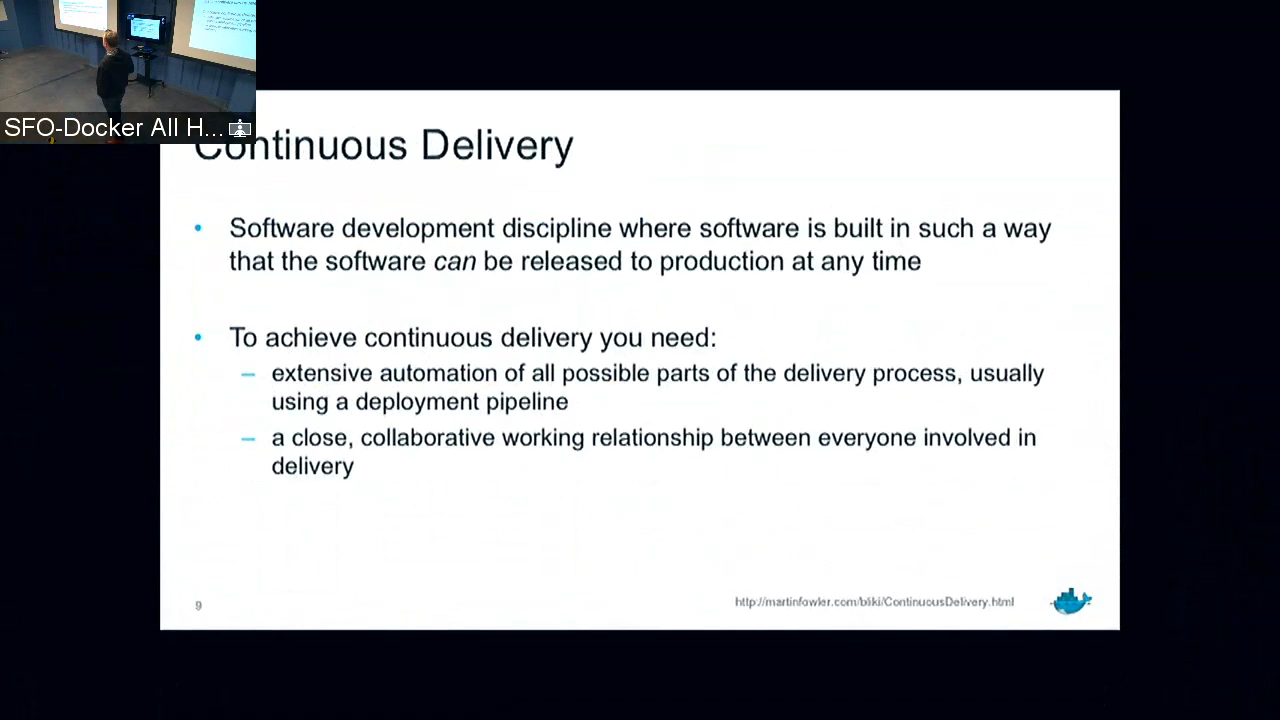 SFO-Docker All H...
Continuous Delivery
• Software development discipline where software is built in such a way
that the software can be released to production at any time
• To achieve continuous delivery you need:
– extensive automation of all possible parts of the delivery process, usually
using a deployment pipeline
– a close, collaborative working relationship between everyone involved in
delivery
9
http://martinfowler.com/bliki/ContinuousDelivery.html